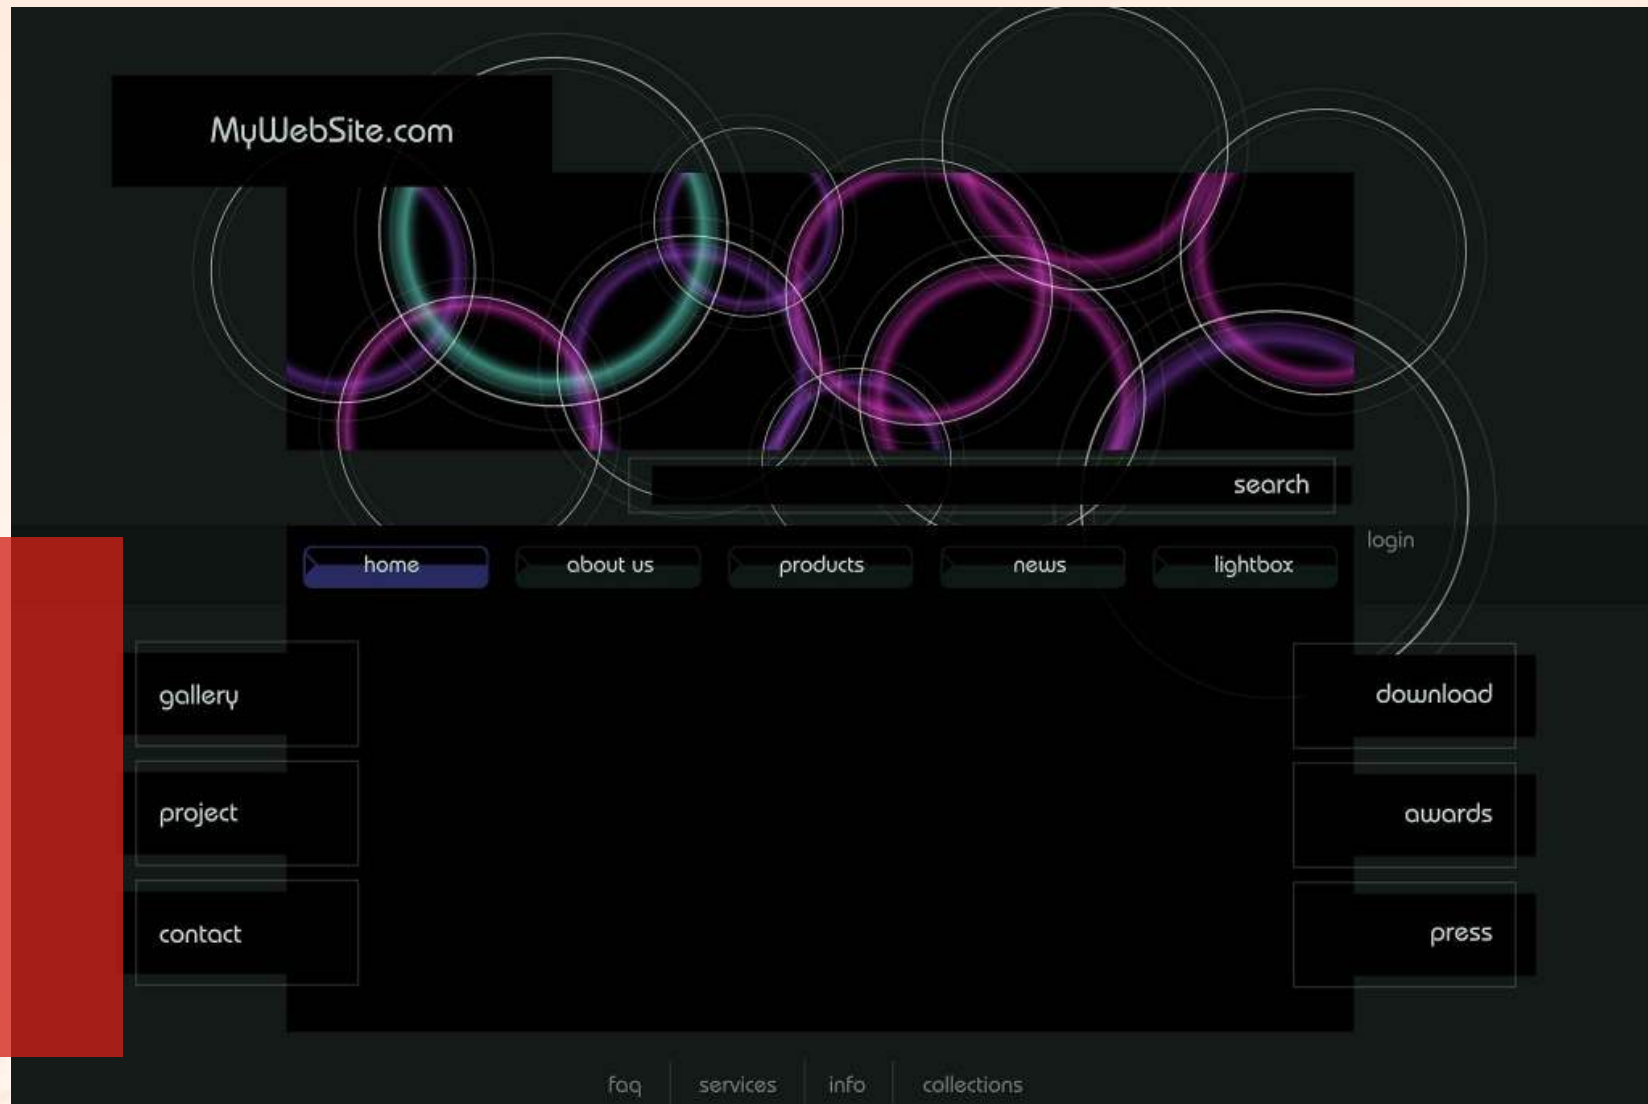 MyWebSite.com
search
login
home about us products news lightbox
gallery
project
contact
download
awards
press
faq services info collections